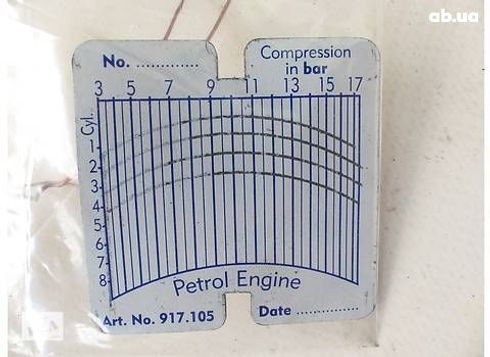 ab.ua
No. .............
Compression
in bar
3 5 7 9 11 13 15 17
Cyl.
1
2
3
4
5
6
7
8
Petrol Engine
Art. No. 917.105
Date ...............